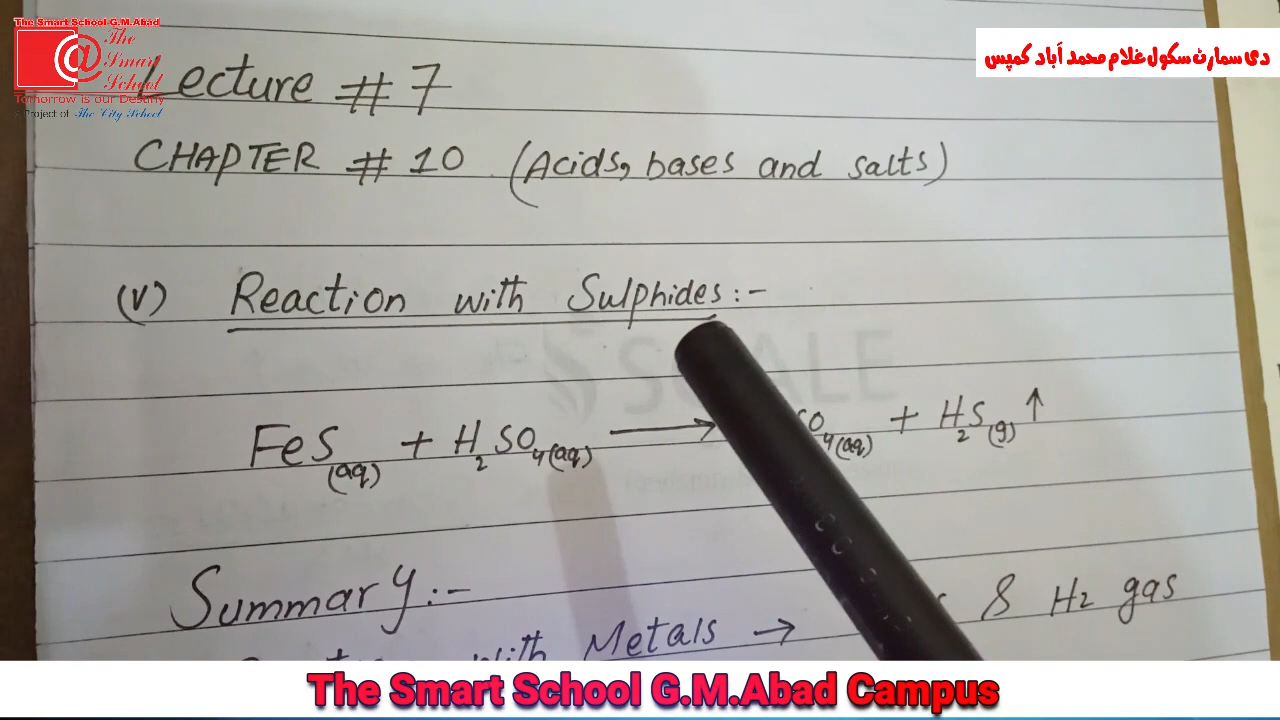 The Smart School G.M.Abad
The
Smart
School
Tomorrow is our Destiny
A Project of The City School
دی سمارٹ سکول غلام محمد آباد کمپس
Lecture # 7
CHAPTER # 10 (Acids, bases and salts)
(V) Reaction with Sulphides:-
FeS(aq) + H2SO4(aq) → SO4(aq) + H2S(g) ↑
Summary:-
with Metals → & H2 gas
The Smart School G.M.Abad Campus